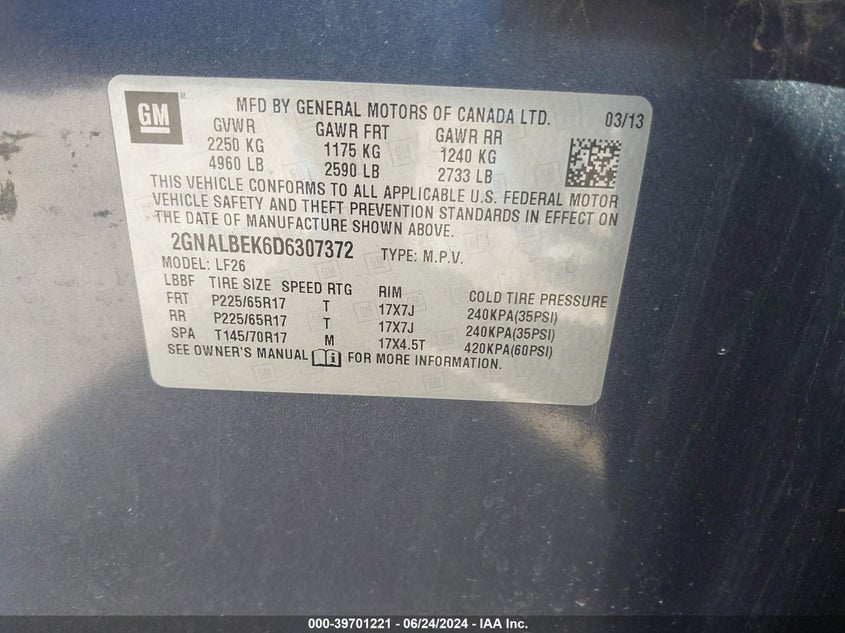 GM ®
MFD BY GENERAL MOTORS OF CANADA LTD. 03/13
GVWR GAWR FRT GAWR RR
2250 KG 1175 KG 1240 KG
4960 LB 2590 LB 2733 LB
THIS VEHICLE CONFORMS TO ALL APPLICABLE U.S. FEDERAL MOTOR
VEHICLE SAFETY AND THEFT PREVENTION STANDARDS IN EFFECT ON
THE DATE OF MANUFACTURE SHOWN ABOVE.
2GNALBEK6D6307372 TYPE: M.P.V.
MODEL: LF26
LBBF TIRE SIZE SPEED RTG RIM COLD TIRE PRESSURE
FRT P225/65R17 T 17X7J 240KPA(35PSI)
RR P225/65R17 T 17X7J 240KPA(35PSI)
SPA T145/70R17 M 17X4.5T 420KPA(60PSI)
SEE OWNER'S MANUAL FOR MORE INFORMATION.
000-39701221 - 06/24/2024 - IAA Inc.